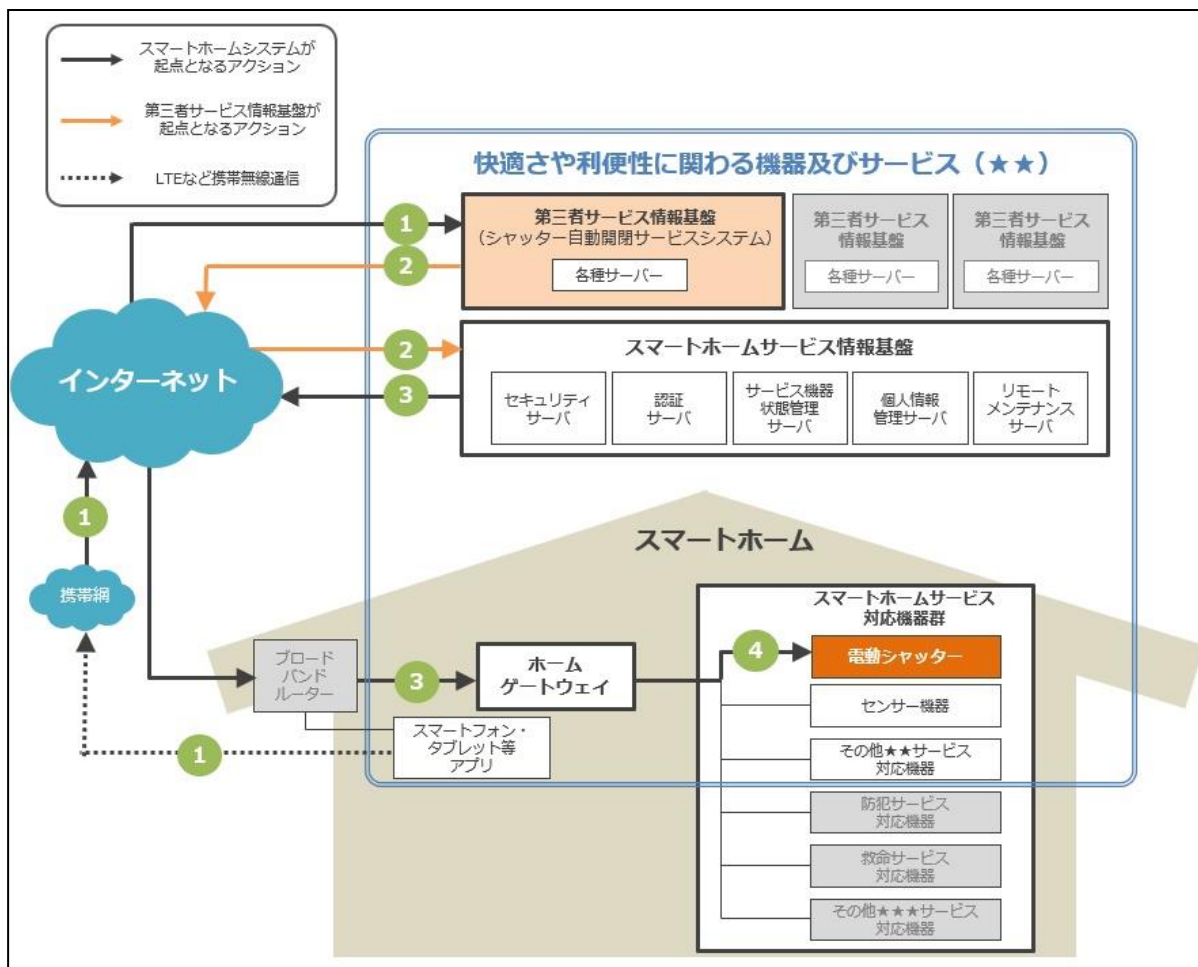 スマートホームシステムが
起点となるアクション
第三者サービス情報基盤が
起点となるアクション
LTEなど携帯無線通信
快適さや利便性に関わる機器及びサービス（★★）
第三者サービス情報基盤
（シャッター自動開閉サービスシステム）
各種サーバー
第三者サービス
情報基盤
各種サーバー
第三者サービス
情報基盤
各種サーバー
1
2
インターネット
2
3
スマートホームサービス情報基盤
セキュリティ
サーバ
認証
サーバ
サービス機器
状態管理
サーバ
個人情報
管理サーバ
リモート
メンテナンス
サーバ
1
携帯網
スマートホーム
ブロード
バンド
ルーター
3
ホーム
ゲートウェイ
スマートフォン・
タブレット等
アプリ
1
スマートホームサービス
対応機器群
4
電動シャッター
センサー機器
その他★★サービス
対応機器
防犯サービス
対応機器
救命サービス
対応機器
その他★★★サービス
対応機器